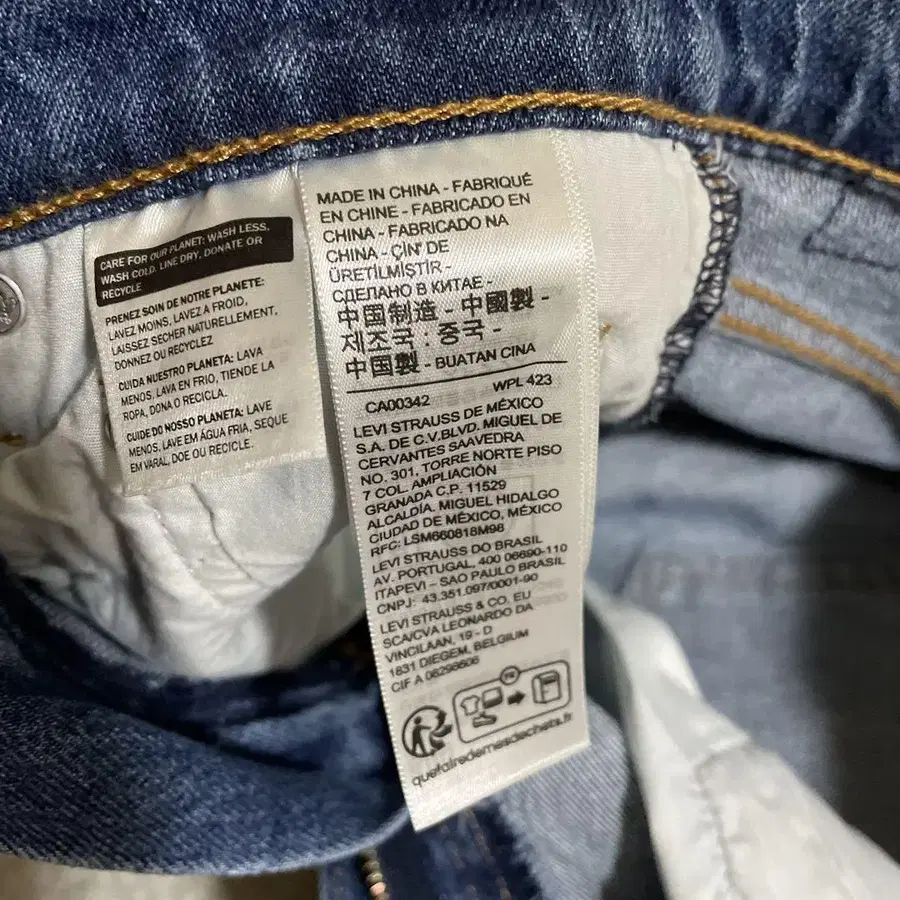 CARE FOR OUR PLANET: WASH LESS,
WASH COLD, LINE DRY, DONATE OR
RECYCLE
PRENEZ SOIN DE NOTRE PLANETE:
LAVEZ MOINS, LAVEZ A FROID,
LAISSEZ SECHER NATURELLEMENT,
DONNEZ OU RECYCLEZ
CUIDA NUESTRO PLANETA: LAVA
MENOS, LAVA EN FRIO, TIENDE LA
ROPA, DONA O RECICLA.
CUIDE DO NOSSO PLANETA: LAVE
MENOS, LAVE EM ÁGUA FRIA, SEQUE
EM VARAL, DOE OU RECICLE.
MADE IN CHINA - FABRIQUÉ
EN CHINE - FABRICADO EN
CHINA - FABRICADO NA
CHINA - ÇIN' DE
ÜRETİLMİŞTİR -
СДЕЛАНО В КИТАЕ -
中国制造 - 中國製 -
제조국 : 중국 -
中国製 - BUATAN CINA
CA00342 WPL 423
LEVI STRAUSS DE MÉXICO
S.A. DE C.V.BLVD. MIGUEL DE
CERVANTES SAAVEDRA
NO. 301, TORRE NORTE PISO
7 COL. AMPLIACIÓN
GRANADA C.P. 11529
ALCALDÍA. MIGUEL HIDALGO
CIUDAD DE MÉXICO, MÉXICO
RFC: LSM660818M98
LEVI STRAUSS DO BRASIL
AV. PORTUGAL, 400 06690-110
ITAPEVI - SAO PAULO BRASIL
CNPJ: 43.351.097/0001-90
LEVI STRAUSS & CO. EU
SCA/CVA LEONARDO DA
VINCILAAN, 19 - D
1831 DIEGEM, BELGIUM
CIF A 08298606
FR
quefairedemesdechets.fr